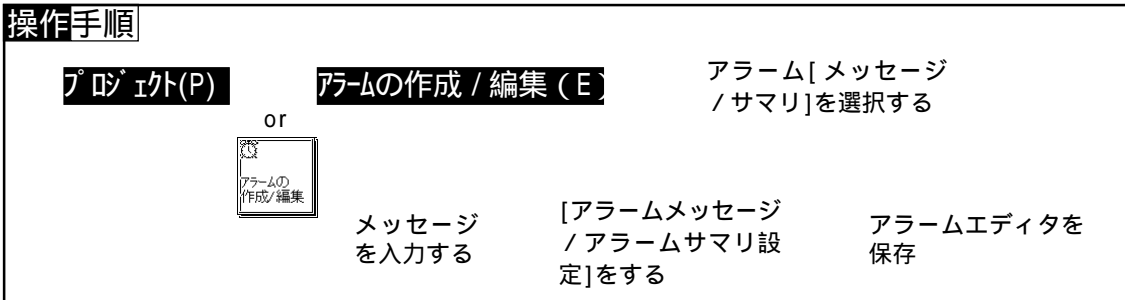 操作手順
プロジェクト(P)
アラームの作成 / 編集 ( E )
アラーム[ メッセージ
/ サマリ]を選択する
or
アラームの
作成/編集
メッセージ
を入力する
[アラームメッセージ
/ アラームサマリ設
定]をする
アラームエディタを
保存